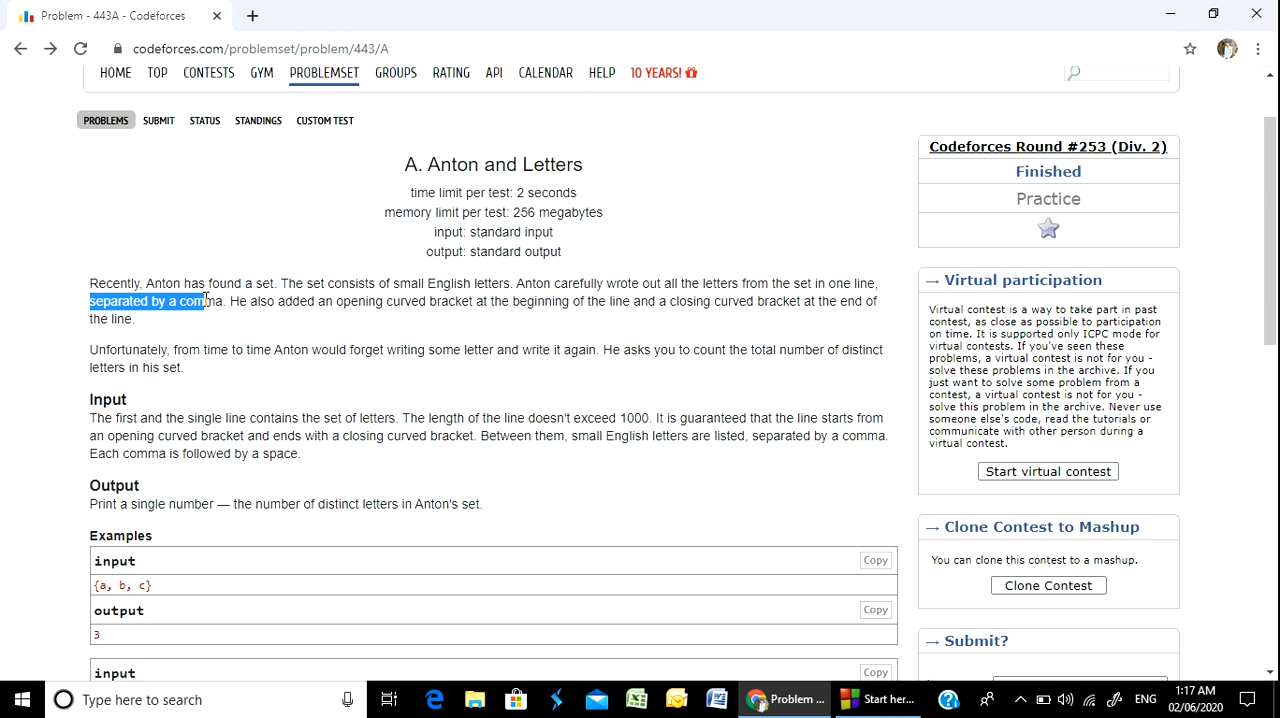 Problem - 443A - Codeforces
codeforces.com/problemset/problem/443/A
HOME TOP CONTESTS GYM PROBLEMSET GROUPS RATING API CALENDAR HELP 10 YEARS!
PROBLEMS SUBMIT STATUS STANDINGS CUSTOM TEST
A. Anton and Letters
time limit per test: 2 seconds
memory limit per test: 256 megabytes
input: standard input
output: standard output
Recently, Anton has found a set. The set consists of small English letters. Anton carefully wrote out all the letters from the set in one line,
separated by a comma. He also added an opening curved bracket at the beginning of the line and a closing curved bracket at the end of
the line.
Unfortunately, from time to time Anton would forget writing some letter and write it again. He asks you to count the total number of distinct
letters in his set.
Input
The first and the single line contains the set of letters. The length of the line doesn't exceed 1000. It is guaranteed that the line starts from
an opening curved bracket and ends with a closing curved bracket. Between them, small English letters are listed, separated by a comma.
Each comma is followed by a space.
Output
Print a single number — the number of distinct letters in Anton's set.
Examples
input Copy
{a, b, c}
output Copy
3
input Copy
Codeforces Round #253 (Div. 2)
Finished
Practice
→ Virtual participation
Virtual contest is a way to take part in past
contest, as close as possible to participation
on time. It is supported only ICPC mode for
virtual contests. If you've seen these
problems, a virtual contest is not for you -
solve these problems in the archive. If you
just want to solve some problem from a
contest, a virtual contest is not for you -
solve this problem in the archive. Never use
someone else's code, read the tutorials or
communicate with other person during a
virtual contest.
Start virtual contest
→ Clone Contest to Mashup
You can clone this contest to a mashup.
Clone Contest
→ Submit?
Type here to search
Problem ...
Start her...
ENG
1:17 AM
02/06/2020